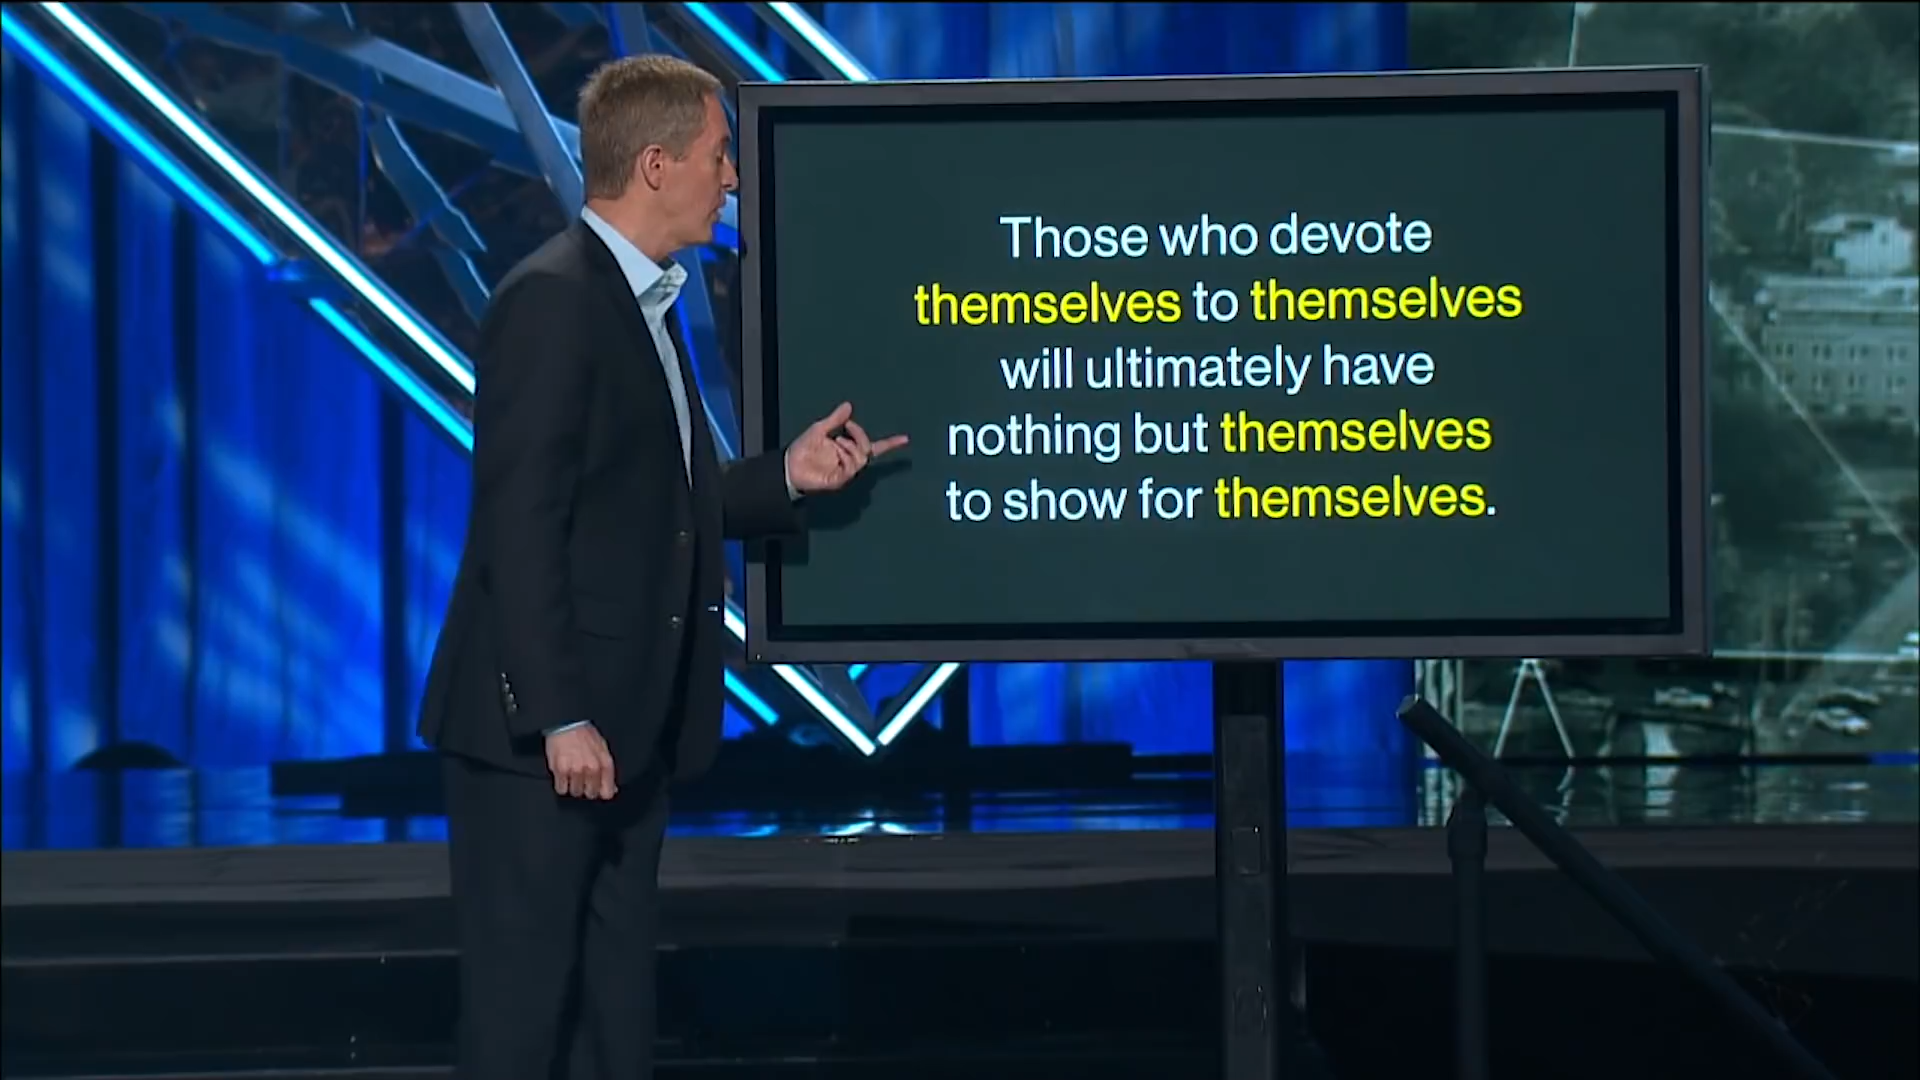 Those who devote
themselves to themselves
will ultimately have
nothing but themselves
to show for themselves.